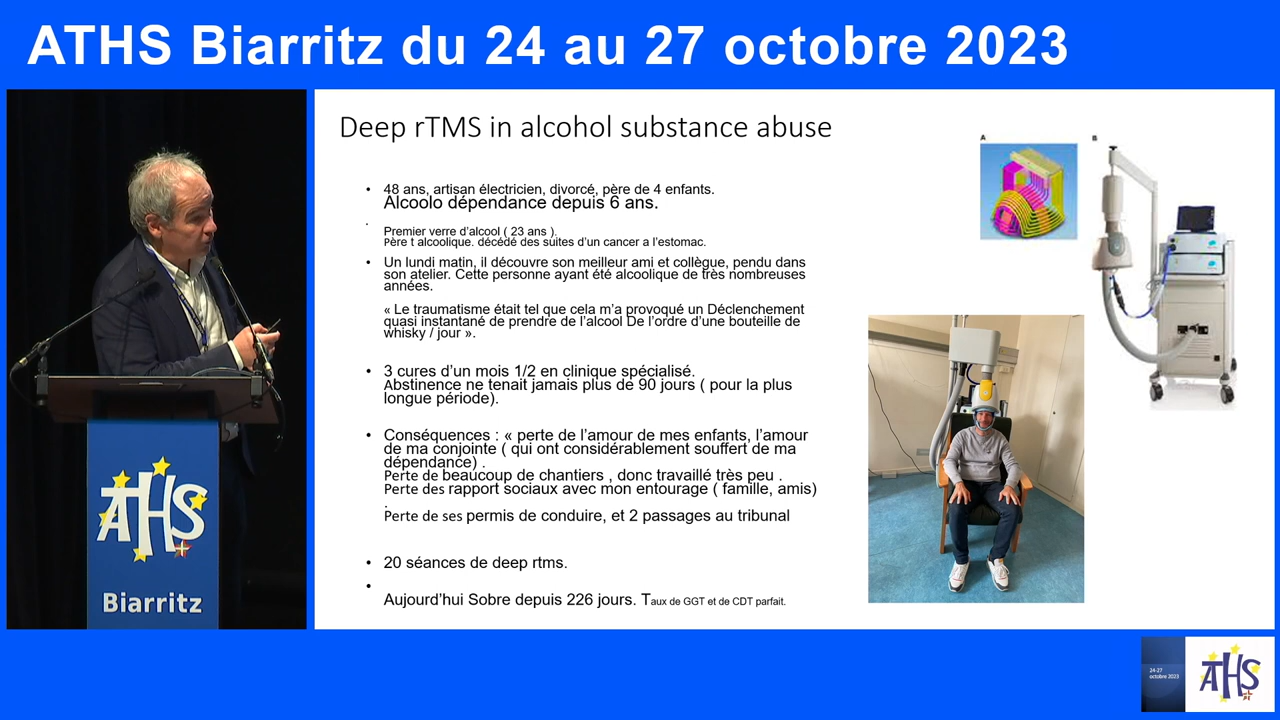 ATHS Biarritz du 24 au 27 octobre 2023
Deep rTMS in alcohol substance abuse
A
B
• 48 ans, artisan électricien, divorcé, père de 4 enfants.
Alcoolo dépendance depuis 6 ans.
Premier verre d'alcool ( 23 ans ).
Père t alcoolique. décédé des suites d'un cancer a l'estomac.
• Un lundi matin, il découvre son meilleur ami et collègue, pendu dans
son atelier. Cette personne ayant été alcoolique de très nombreuses
années.
« Le traumatisme était tel que cela m'a provoqué un Déclenchement
quasi instantané de prendre de l'alcool De l'ordre d'une bouteille de
whisky / jour ».
• 3 cures d'un mois 1/2 en clinique spécialisé.
Abstinence ne tenait jamais plus de 90 jours ( pour la plus
longue période).
• Conséquences : « perte de l'amour de mes enfants, l'amour
de ma conjointe ( qui ont considérablement souffert de ma
dépendance) .
Perte de beaucoup de chantiers , donc travaillé très peu .
Perte des rapport sociaux avec mon entourage ( famille, amis)
.
Perte de ses permis de conduire, et 2 passages au tribunal
• 20 séances de deep rtms.
•
Aujourd'hui Sobre depuis 226 jours. Taux de GGT et de CDT parfait.
ATHS
Biarritz
24-27
octobre 2023
ATHS